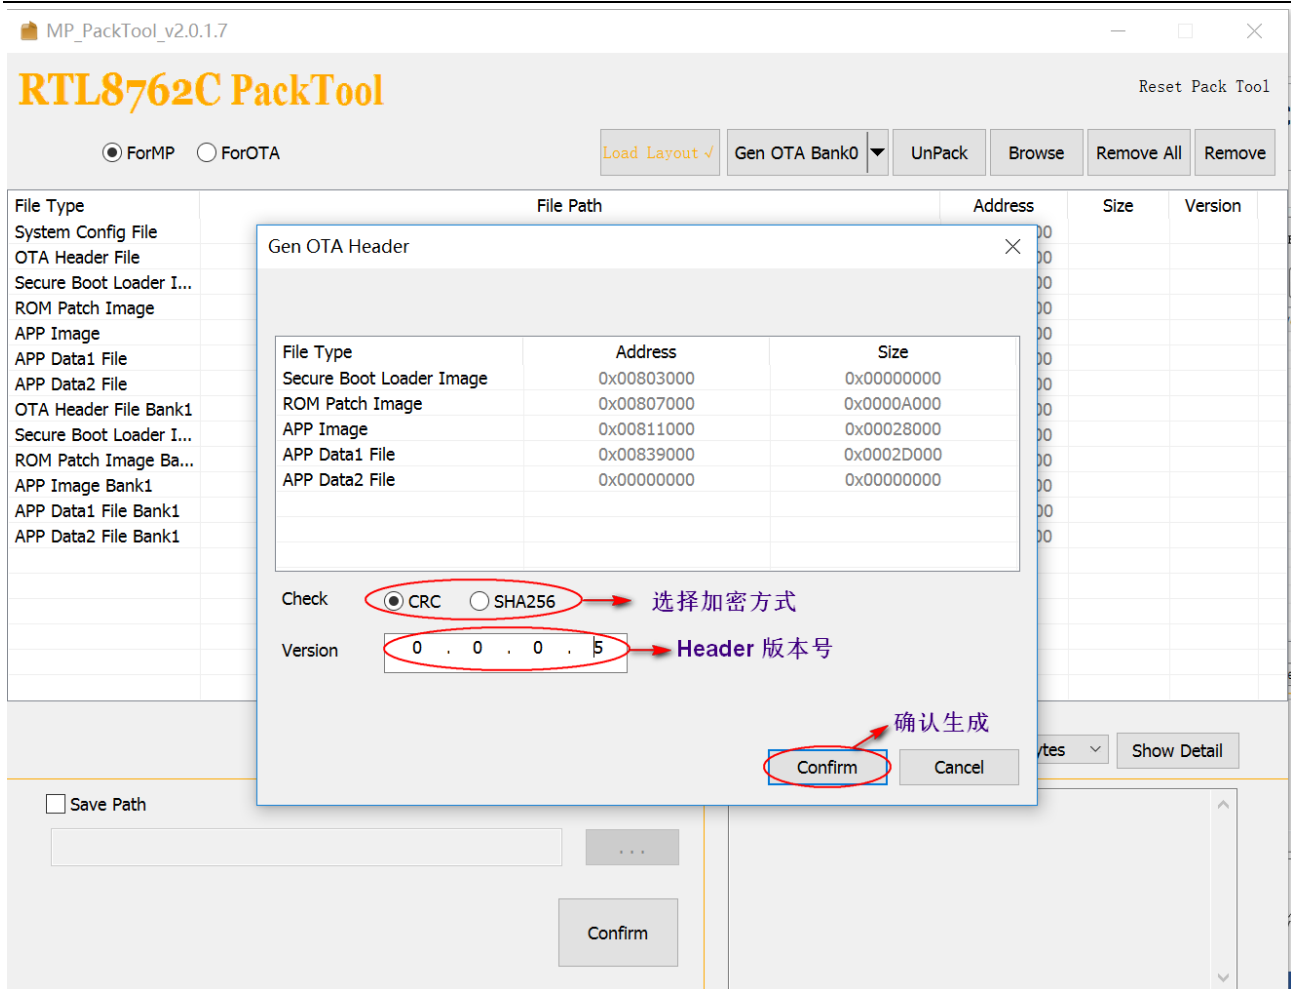 MP_PackTool_v2.0.1.7
RTL8762C PackTool
Reset Pack Tool
ForMP ForOTA Load Layout √ Gen OTA Bank0 UnPack Browse Remove All Remove
File Type File Path Address Size Version
System Config File
OTA Header File
Secure Boot Loader I...
ROM Patch Image
APP Image
APP Data1 File
APP Data2 File
OTA Header File Bank1
Secure Boot Loader I...
ROM Patch Image Ba...
APP Image Bank1
APP Data1 File Bank1
APP Data2 File Bank1
Gen OTA Header
File Type Address Size
Secure Boot Loader Image 0x00803000 0x00000000
ROM Patch Image 0x00807000 0x0000A000
APP Image 0x00811000 0x00028000
APP Data1 File 0x00839000 0x0002D000
APP Data2 File 0x00000000 0x00000000
Check CRC SHA256 选择加密方式
Version 0 . 0 . 0 . 5 Header 版本号
确认生成
Confirm Cancel
Show Detail
Save Path
...
Confirm